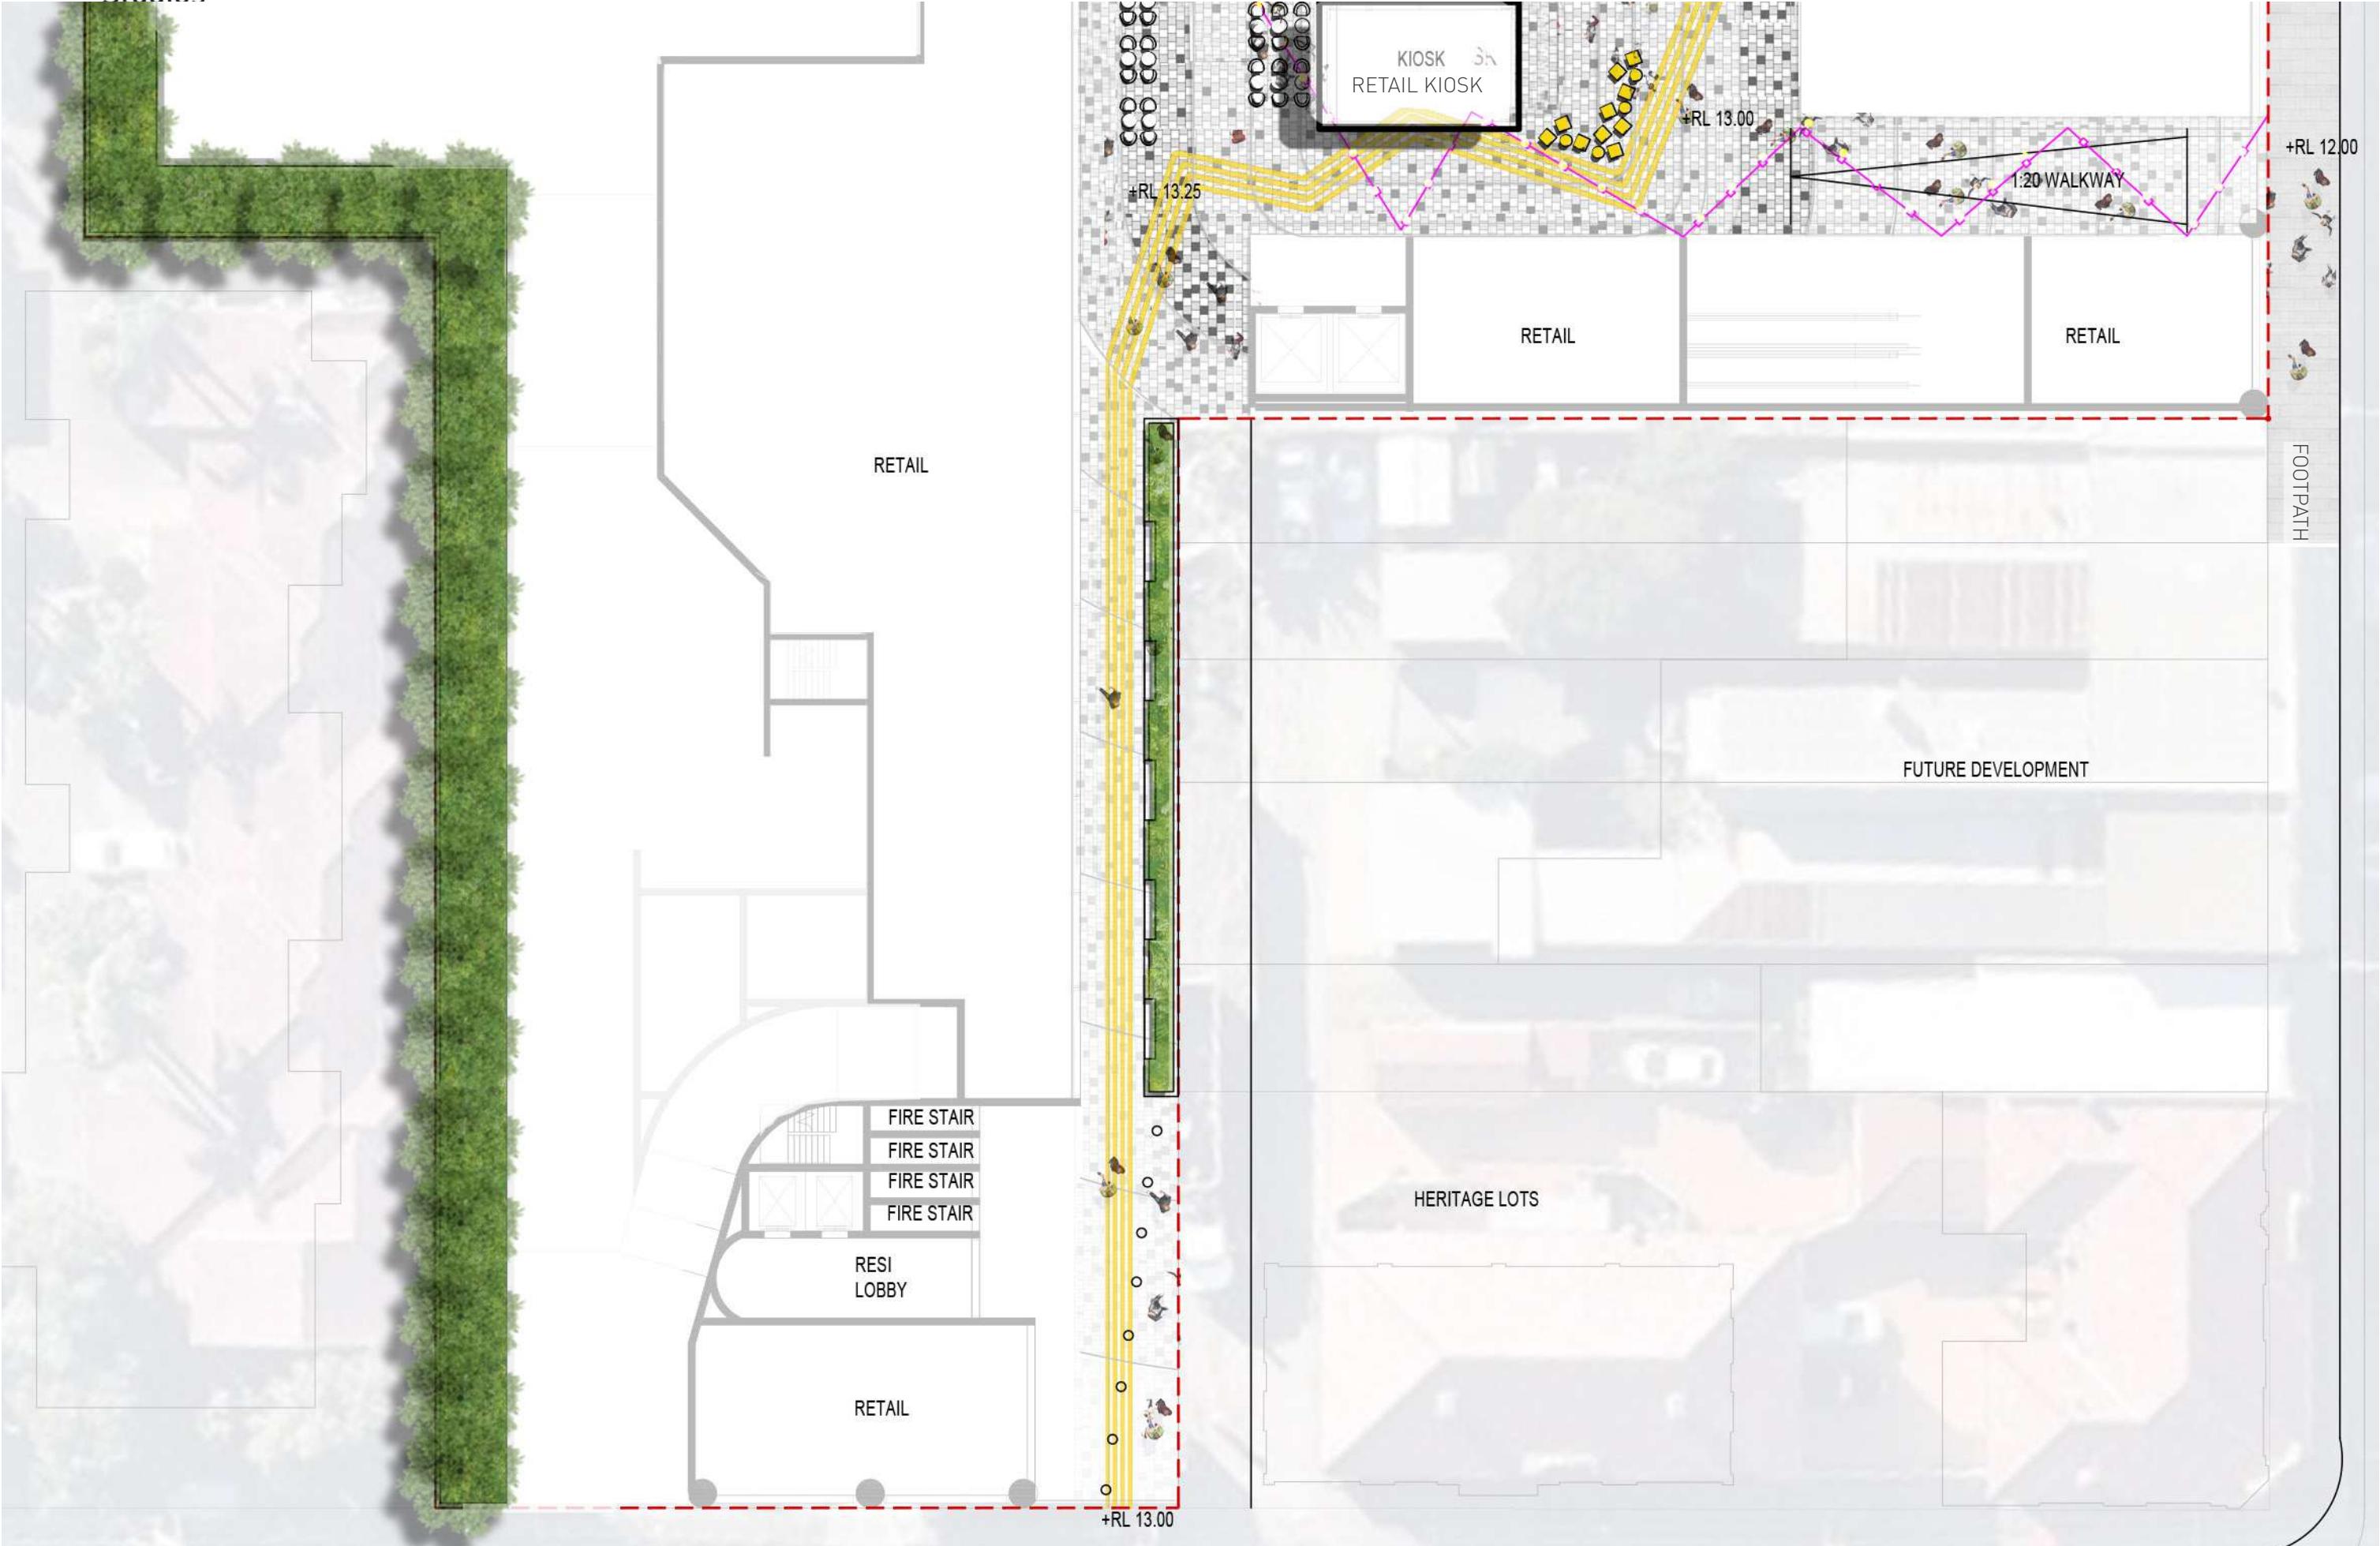 KIOSK
RETAIL KIOSK
+RL 13.00
+RL 12.00
+RL 13.25
1:20 WALKWAY
RETAIL
RETAIL
RETAIL
FOOTPATH
FUTURE DEVELOPMENT
FIRE STAIR
FIRE STAIR
FIRE STAIR
FIRE STAIR
HERITAGE LOTS
RESI
LOBBY
RETAIL
+RL 13.00